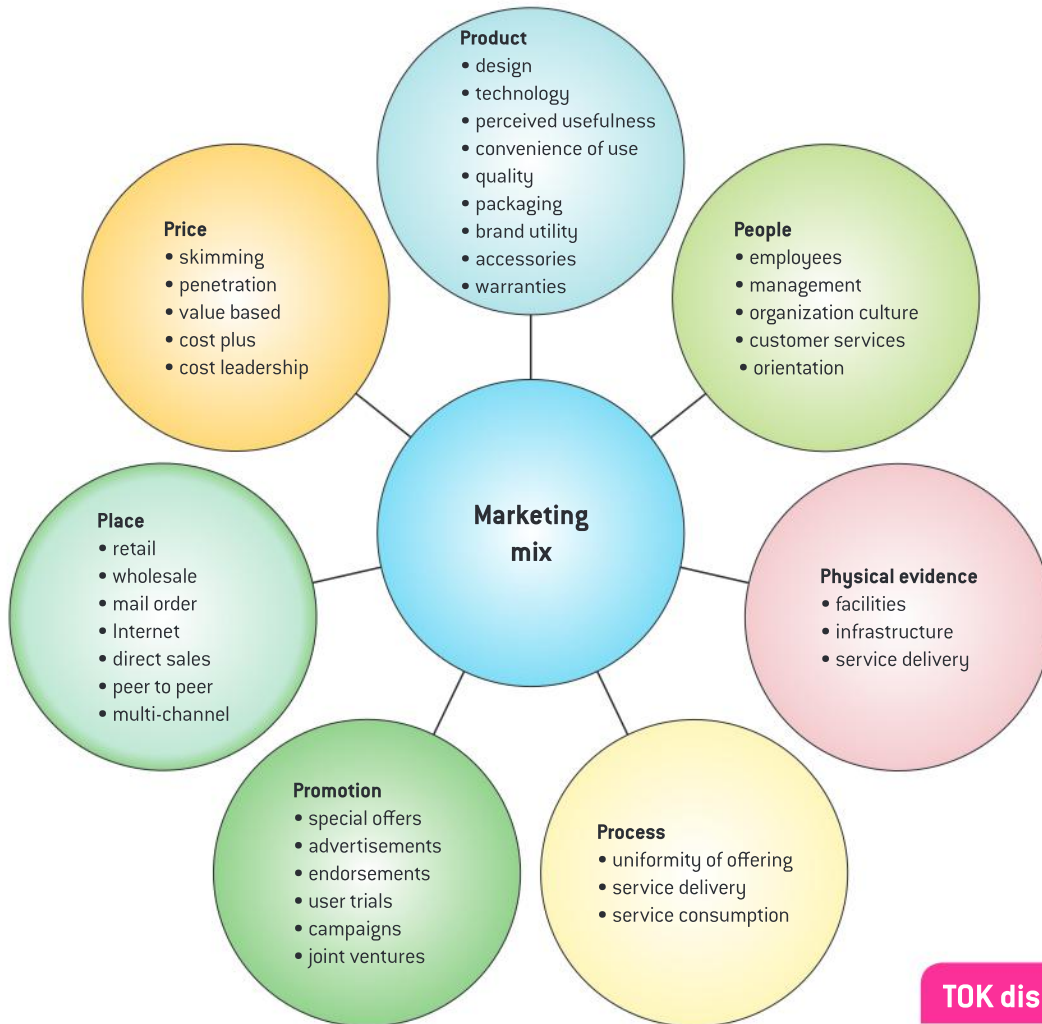 Product
• design
• technology
• perceived usefulness
• convenience of use
• quality
• packaging
• brand utility
• accessories
• warranties
People
• employees
• management
• organization culture
• customer services
• orientation
Physical evidence
• facilities
• infrastructure
• service delivery
Process
• uniformity of offering
• service delivery
• service consumption
Promotion
• special offers
• advertisements
• endorsements
• user trials
• campaigns
• joint ventures
Place
• retail
• wholesale
• mail order
• Internet
• direct sales
• peer to peer
• multi-channel
Price
• skimming
• penetration
• value based
• cost plus
• cost leadership
Marketing
mix
TOK dis